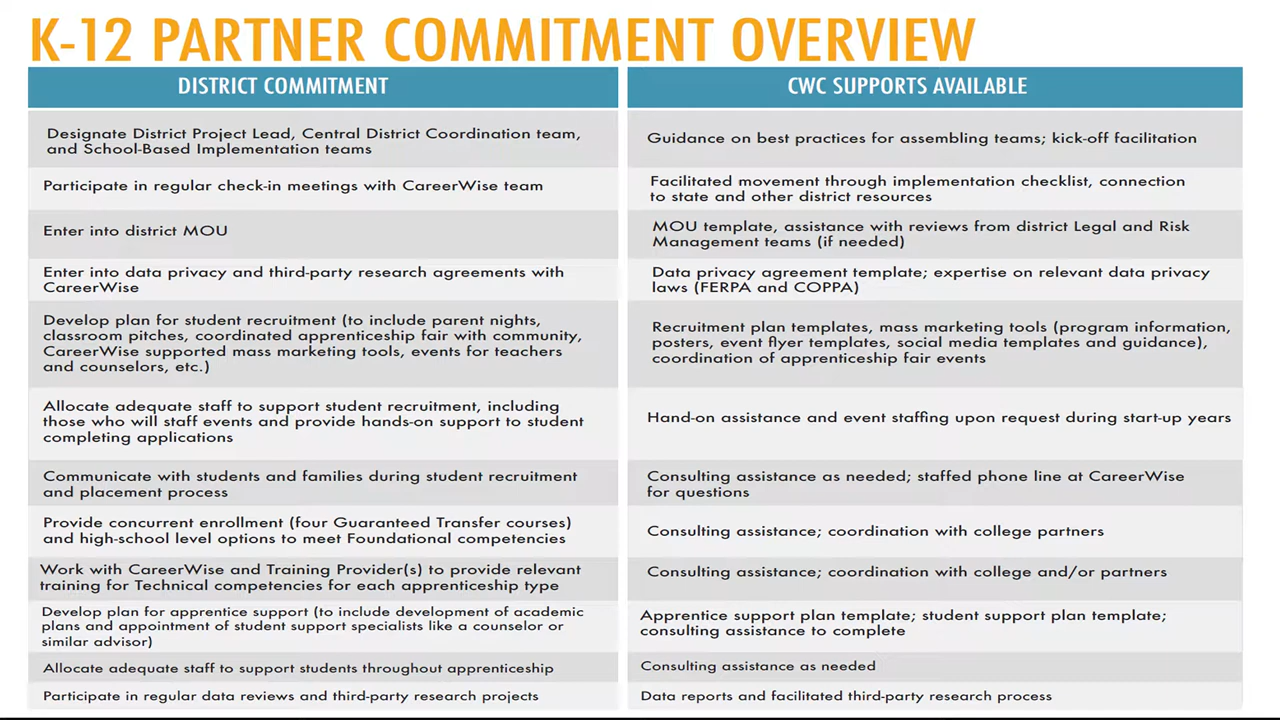 K-12 PARTNER COMMITMENT OVERVIEW
DISTRICT COMMITMENT
CWC SUPPORTS AVAILABLE
Designate District Project Lead, Central District Coordination team,
and School-Based Implementation teams
Guidance on best practices for assembling teams; kick-off facilitation
Participate in regular check-in meetings with CareerWise team
Facilitated movement through implementation checklist, connection
to state and other district resources
Enter into district MOU
MOU template, assistance with reviews from district Legal and Risk
Management teams (if needed)
Enter into data privacy and third-party research agreements with
CareerWise
Data privacy agreement template; expertise on relevant data privacy
laws (FERPA and COPPA)
Develop plan for student recruitment (to include parent nights,
classroom pitches, coordinated apprenticeship fair with community,
CareerWise supported mass marketing tools, events for teachers
and counselors, etc.)
Recruitment plan templates, mass marketing tools (program information,
posters, event flyer templates, social media templates and guidance),
coordination of apprenticeship fair events
Allocate adequate staff to support student recruitment, including
those who will staff events and provide hands-on support to student
completing applications
Hand-on assistance and event staffing upon request during start-up years
Communicate with students and families during student recruitment
and placement process
Consulting assistance as needed; staffed phone line at CareerWise
for questions
Provide concurrent enrollment (four Guaranteed Transfer courses)
and high-school level options to meet Foundational competencies
Consulting assistance; coordination with college partners
Work with CareerWise and Training Provider(s) to provide relevant
training for Technical competencies for each apprenticeship type
Consulting assistance; coordination with college and/or partners
Develop plan for apprentice support (to include development of academic
plans and appointment of student support specialists like a counselor or
similar advisor)
Apprentice support plan template; student support plan template;
consulting assistance to complete
Allocate adequate staff to support students throughout apprenticeship
Consulting assistance as needed
Participate in regular data reviews and third-party research projects
Data reports and facilitated third-party research process